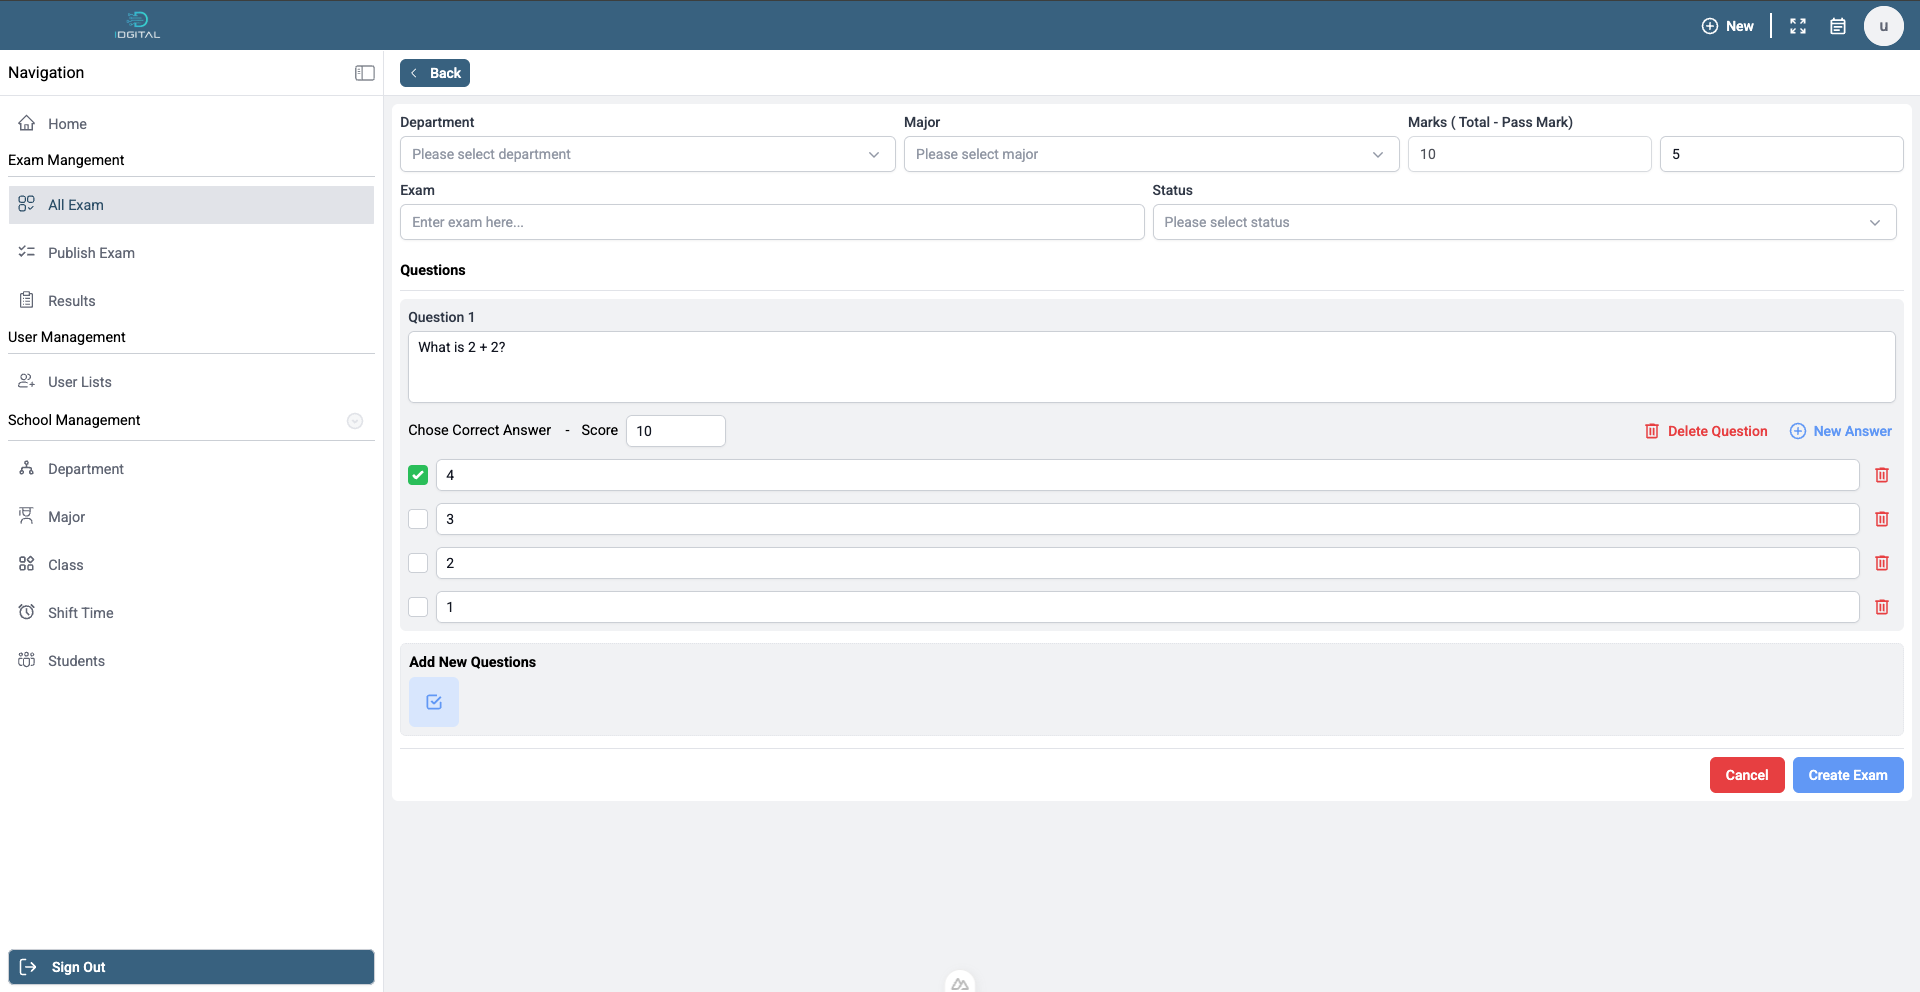 IDGITAL
New
u
Navigation
Back
Home
Exam Mangement
All Exam
Publish Exam
Results
User Management
User Lists
School Management
Department
Major
Class
Shift Time
Students
Sign Out
Department
Major
Marks ( Total - Pass Mark)
Please select department
Please select major
10
5
Exam
Status
Enter exam here...
Please select status
Questions
Question 1
What is 2 + 2?
Chose Correct Answer - Score 10
Delete Question
New Answer
4
3
2
1
Add New Questions
Cancel
Create Exam